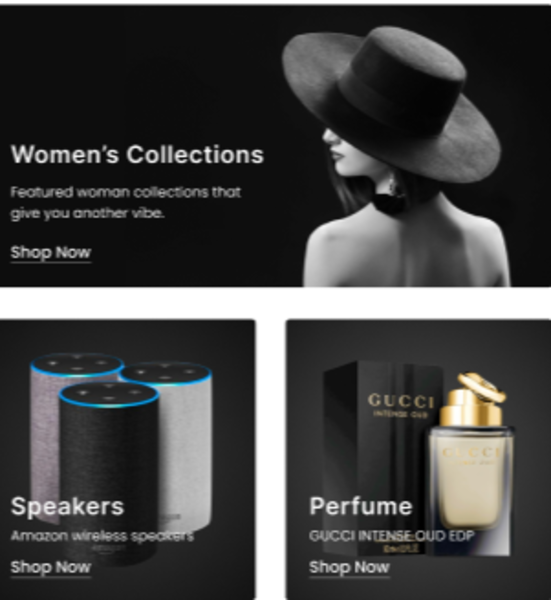 Women's Collections
Featured woman collections that
give you another vibe.
Shop Now
Speakers
Amazon wireless speakers
Shop Now
GUCCI
INTENSE OUD
GUCCI
Perfume
GUCCI INTENSE OUD EDP
Shop Now